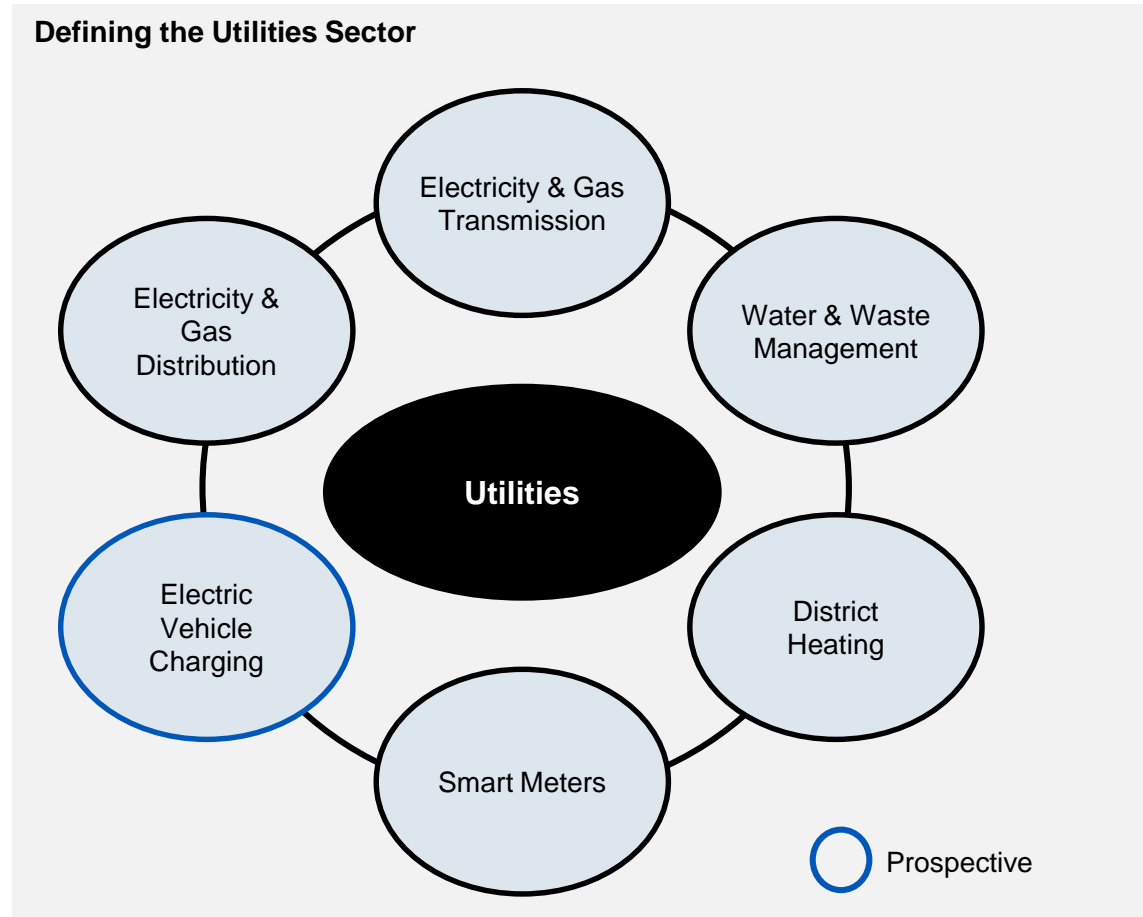 Defining the Utilities Sector
Electricity & Gas
Transmission
Electricity &
Gas
Distribution
Water & Waste
Management
Utilities
Electric
Vehicle
Charging
District
Heating
Smart Meters
Prospective